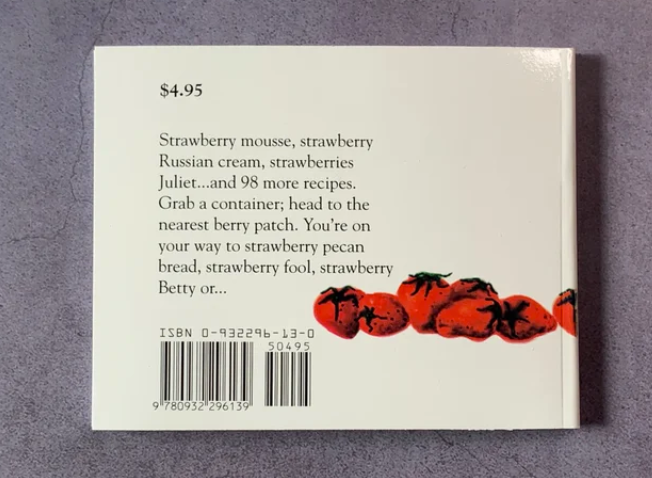 $4.95
Strawberry mousse, strawberry
Russian cream, strawberries
Juliet...and 98 more recipes.
Grab a container; head to the
nearest berry patch. You're on
your way to strawberry pecan
bread, strawberry fool, strawberry
Betty or...
ISBN 0-932296-13-0
50495
9 780932 296139